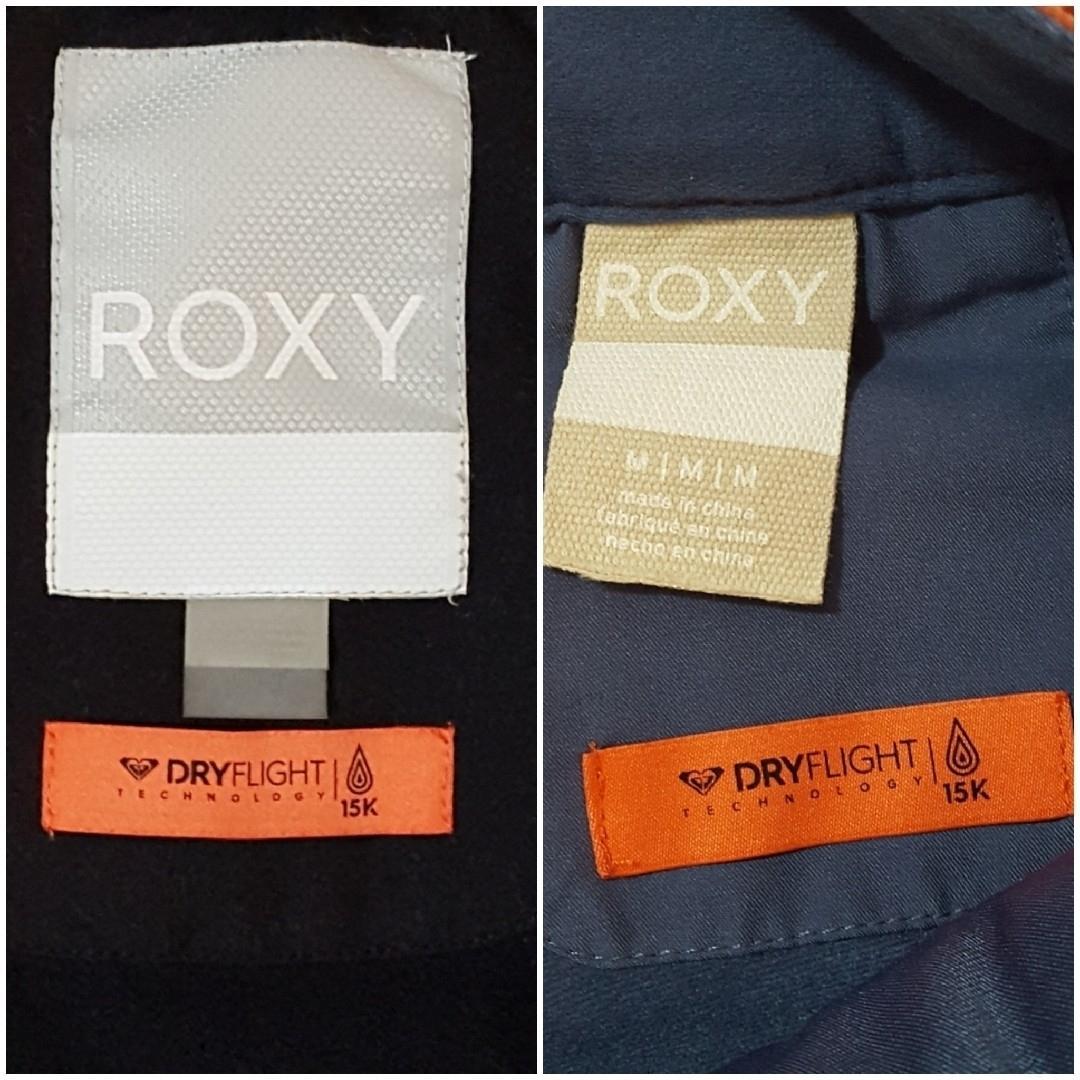 ROXY
DRYFLIGHT
TECHNOLOGY
15K
ROXY
M | M | M
made in china
fabriqué en chine
hecho en china
DRYFLIGHT
TECHNOLOGY
15K